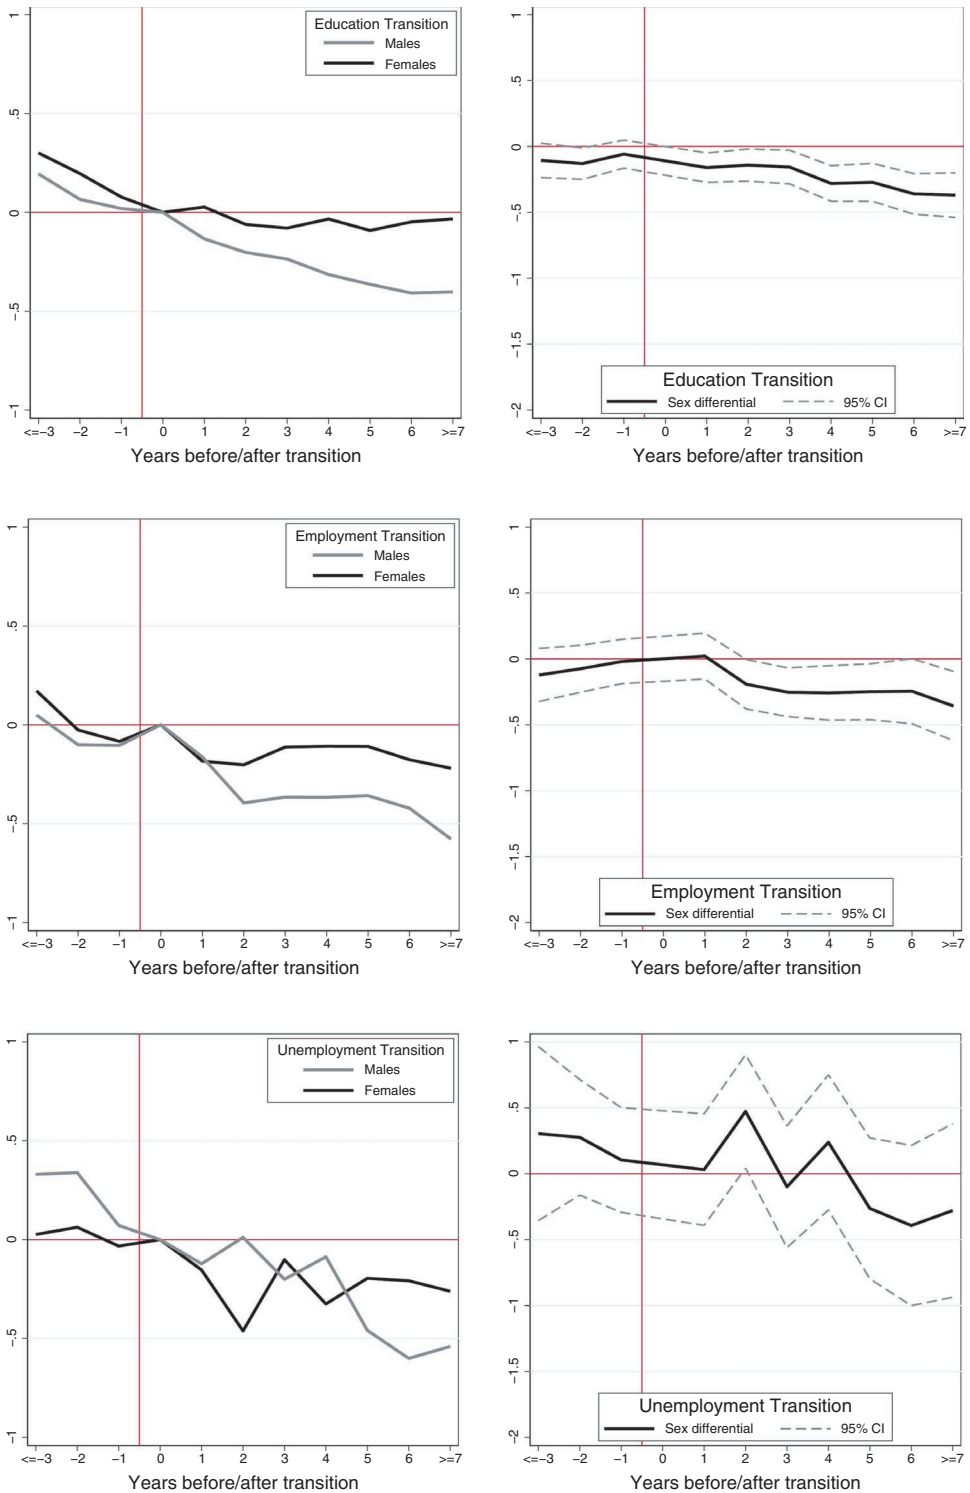 Education Transition
Males
Females
1
.5
0
−.5
−1
<=−3 −2 −1 0 1 2 3 4 5 6 >=7
Years before/after transition
1
.5
0
−.5
−1
−1.5
−2
Education Transition
Sex differential 95% CI
<=−3 −2 −1 0 1 2 3 4 5 6 >=7
Years before/after transition
Employment Transition
Males
Females
1
.5
0
−.5
−1
<=−3 −2 −1 0 1 2 3 4 5 6 >=7
Years before/after transition
1
.5
0
−.5
−1
−1.5
−2
Employment Transition
Sex differential 95% CI
<=−3 −2 −1 0 1 2 3 4 5 6 >=7
Years before/after transition
Unemployment Transition
Males
Females
1
.5
0
−.5
−1
<=−3 −2 −1 0 1 2 3 4 5 6 >=7
Years before/after transition
1
.5
0
−.5
−1
−1.5
−2
Unemployment Transition
Sex differential 95% CI
<=−3 −2 −1 0 1 2 3 4 5 6 >=7
Years before/after transition